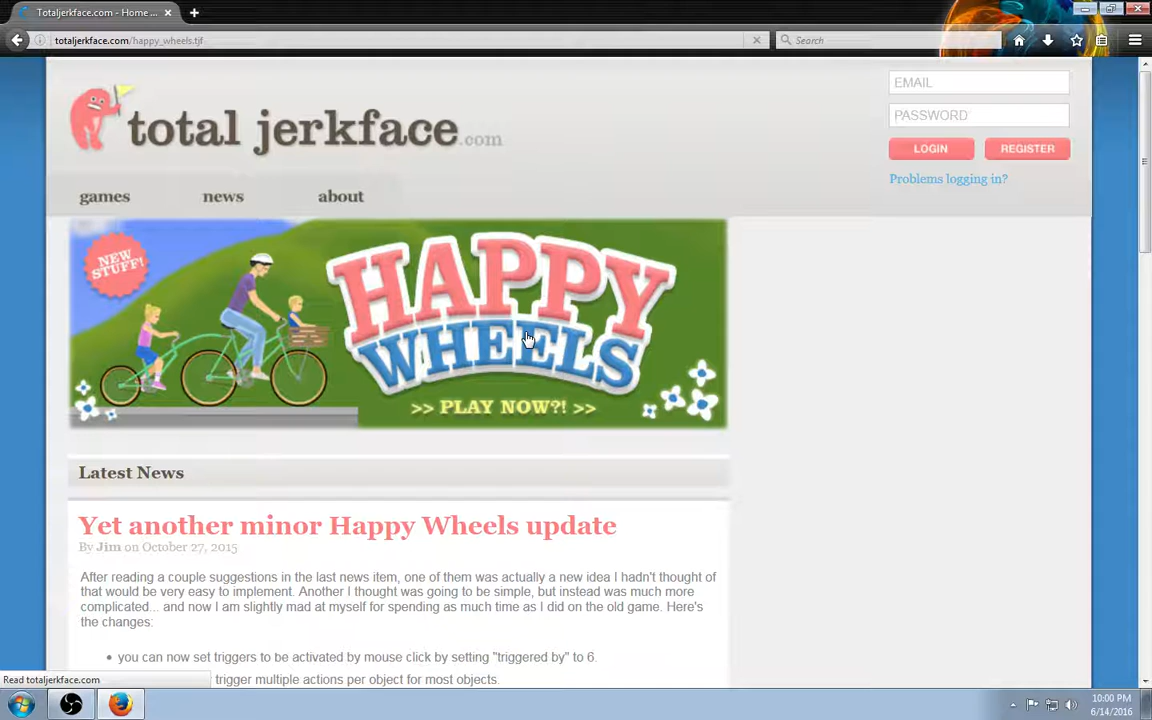 Totaljerkface.com - Home ...
totaljerkface.com/happy_wheels.tjf
Search
total jerkface.com
EMAIL
PASSWORD
LOGIN
REGISTER
Problems logging in?
games
news
about
NEW STUFF!
HAPPY
WHEELS
>> PLAY NOW?! >>
Latest News
Yet another minor Happy Wheels update
By Jim on October 27, 2015
After reading a couple suggestions in the last news item, one of them was actually a new idea I hadn't thought of
that would be very easy to implement. Another I thought was going to be simple, but instead was much more
complicated... and now I am slightly mad at myself for spending as much time as I did on the old game. Here's
the changes:
• you can now set triggers to be activated by mouse click by setting "triggered by" to 6.
trigger multiple actions per object for most objects.
Read totaljerkface.com
10:00 PM
6/14/2016